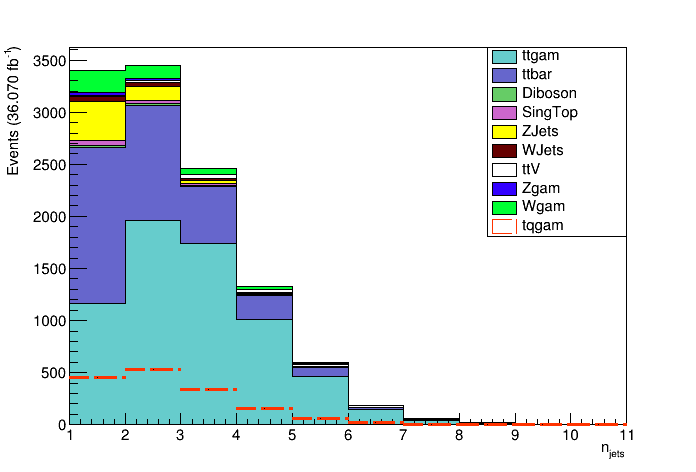 Events (36.070 fb⁻¹)
3500
3000
2500
2000
1500
1000
500
0
1 2 3 4 5 6 7 8 9 10 11
n_jets
ttgam
ttbar
Diboson
SingTop
ZJets
WJets
ttV
Zgam
Wgam
tqgam